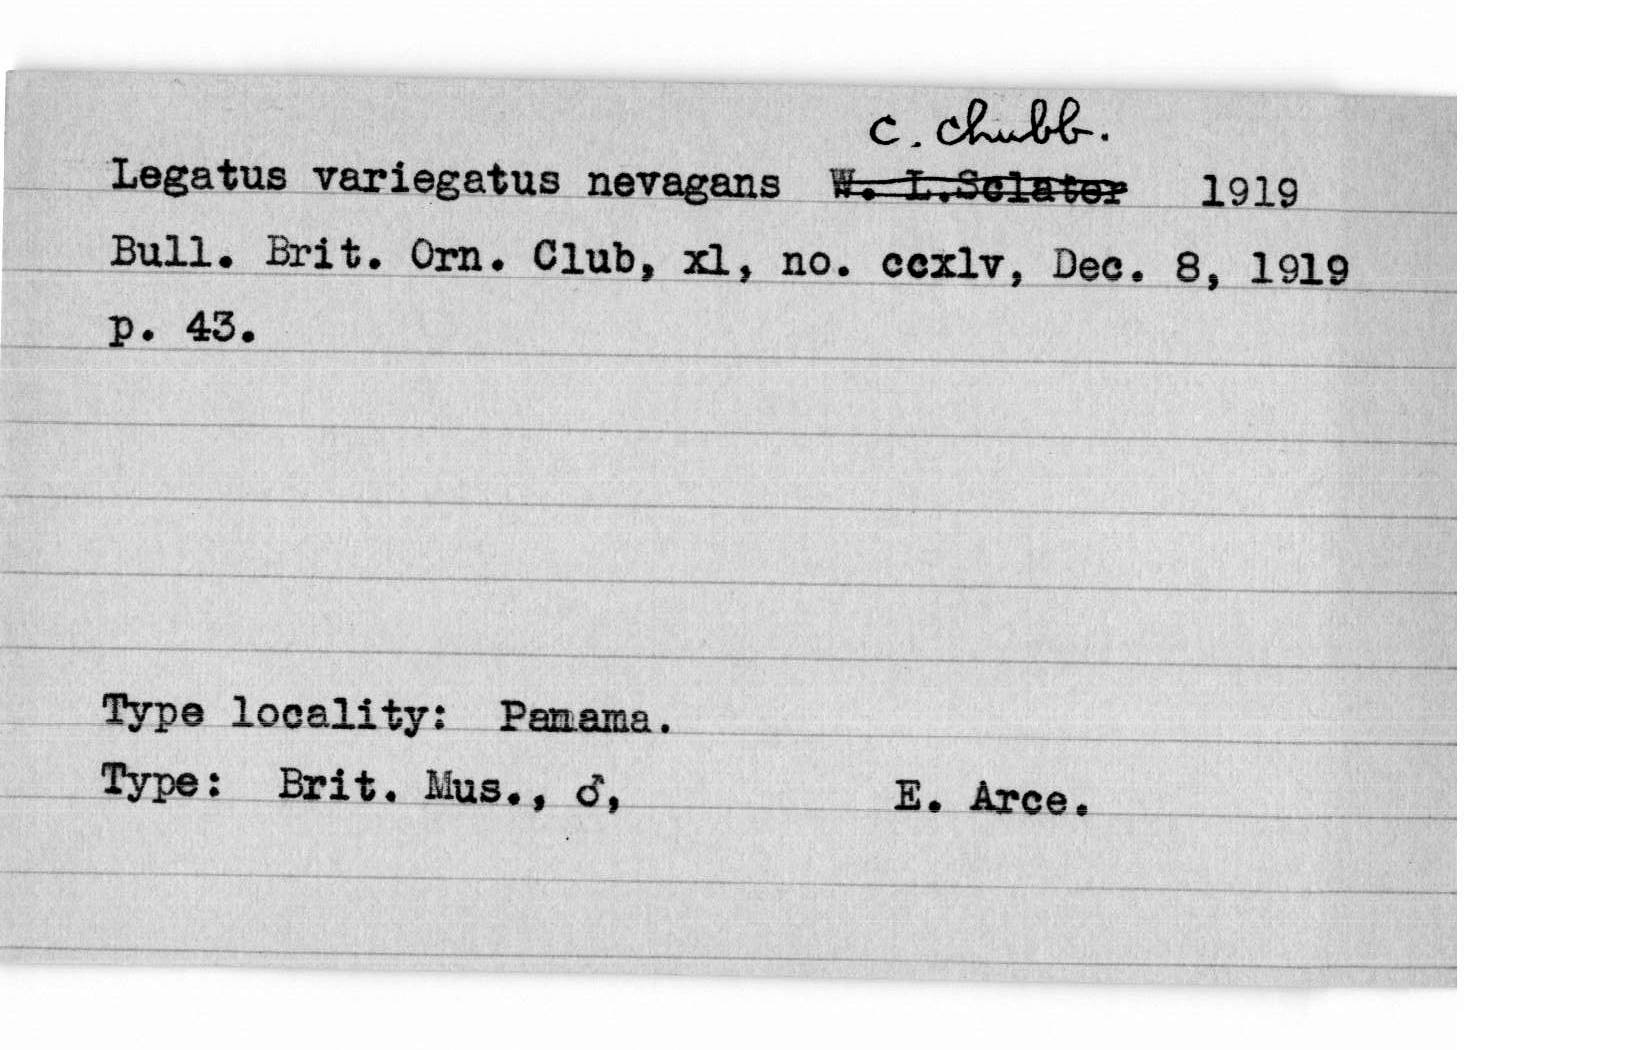 C. Chubb.
Legatus variegatus nevagans W. L. Sclater 1919
Bull. Brit. Orn. Club, xl, no. ccxlv, Dec. 8, 1919
p. 43.
Type locality: Panama.
Type: Brit. Mus., ♂, E. Arce.